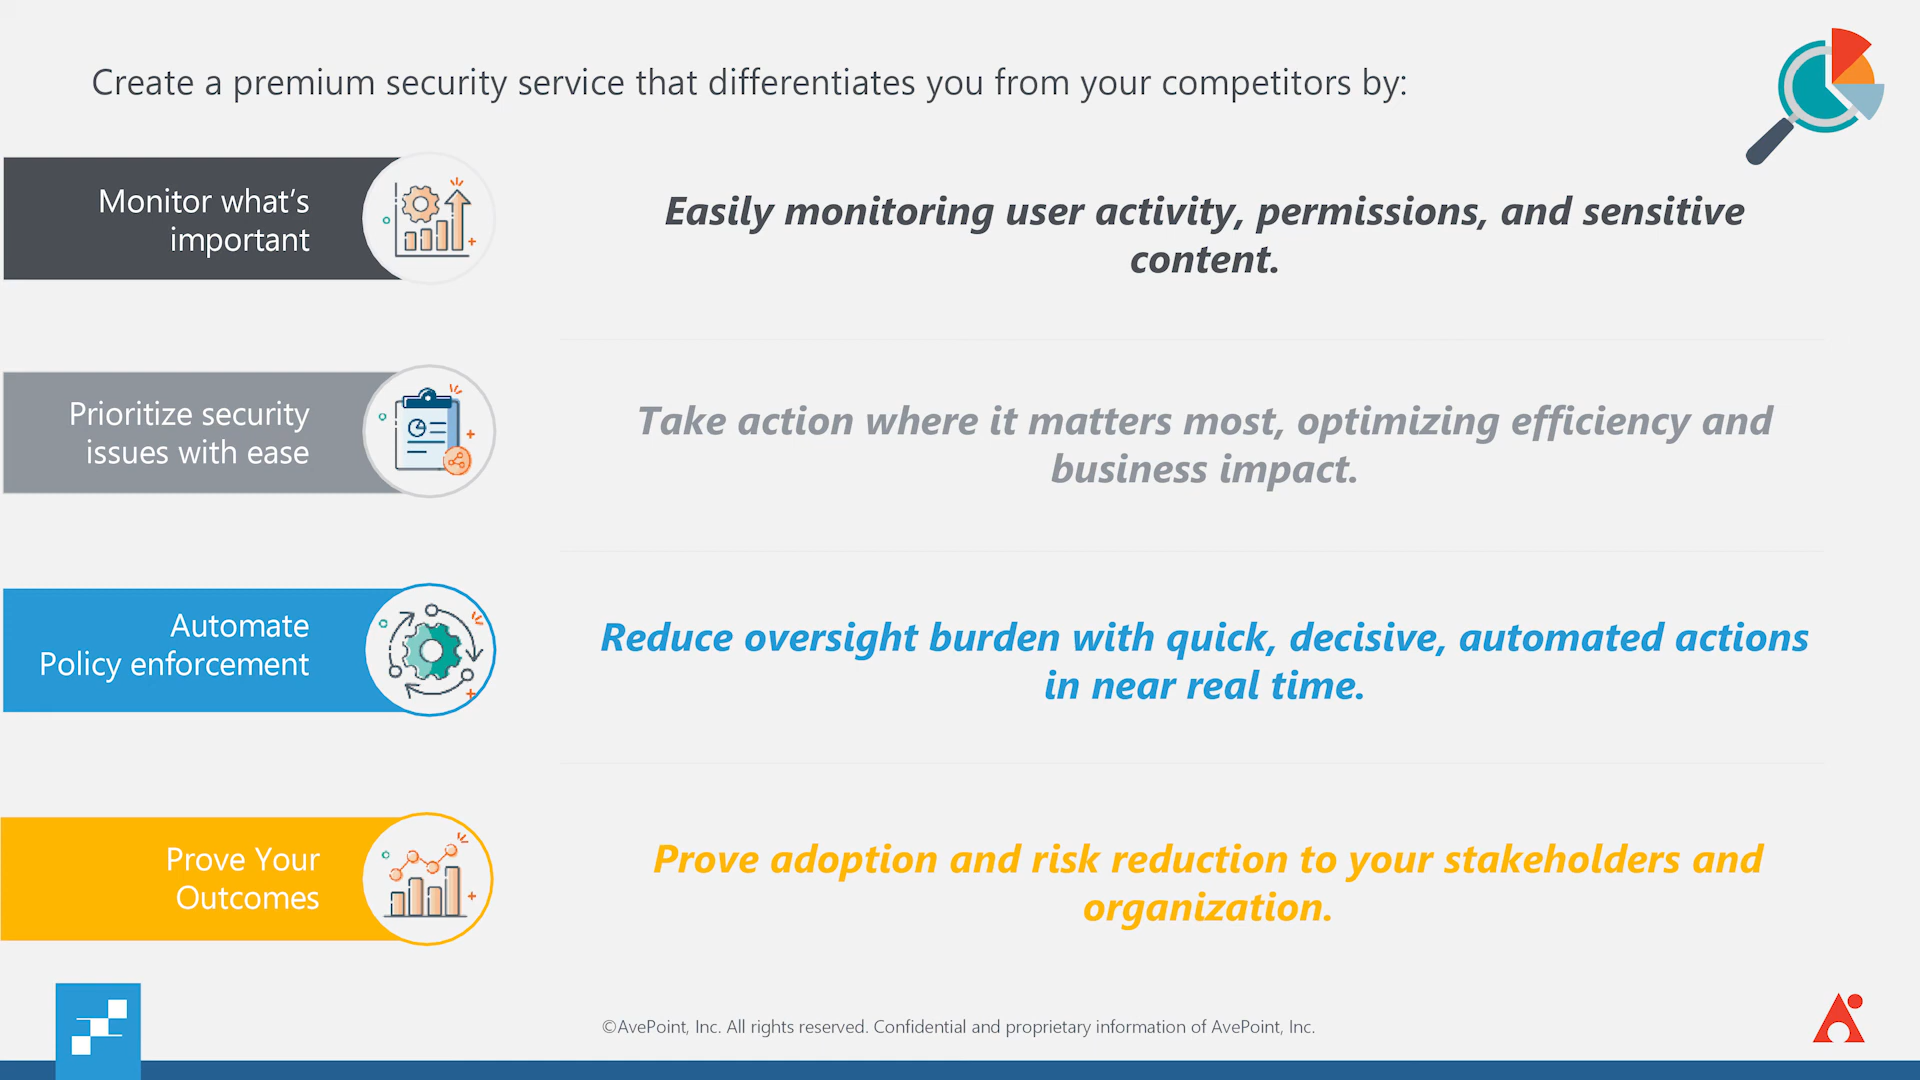 Create a premium security service that differentiates you from your competitors by:
Monitor what's
important
Easily monitoring user activity, permissions, and sensitive
content.
Prioritize security
issues with ease
Take action where it matters most, optimizing efficiency and
business impact.
Automate
Policy enforcement
Reduce oversight burden with quick, decisive, automated actions
in near real time.
Prove Your
Outcomes
Prove adoption and risk reduction to your stakeholders and
organization.
©AvePoint, Inc. All rights reserved. Confidential and proprietary information of AvePoint, Inc.